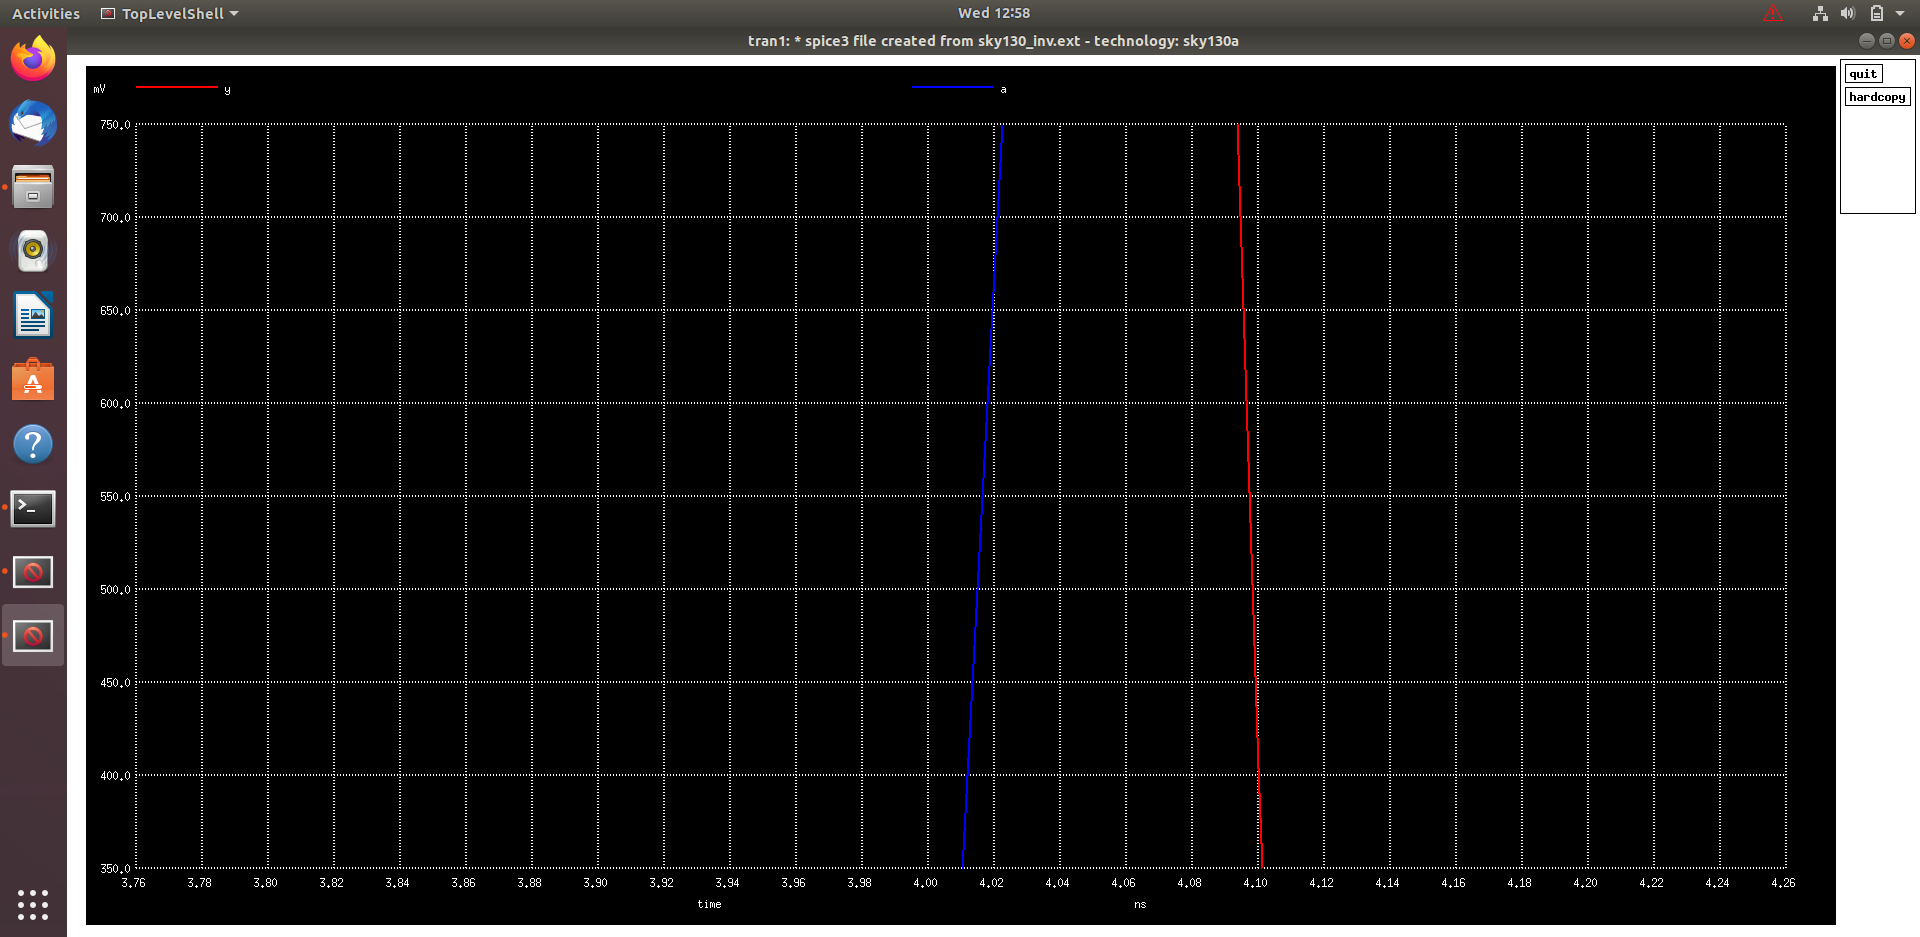 Activities TopLevelShell Wed 12:58
tran1: * spice3 file created from sky130_inv.ext - technology: sky130a
quit
hardcopy
mV y a
750.0
700.0
650.0
600.0
550.0
500.0
450.0
400.0
350.0
3.76 3.78 3.80 3.82 3.84 3.86 3.88 3.90 3.92 3.94 3.96 3.98 4.00 4.02 4.04 4.06 4.08 4.10 4.12 4.14 4.16 4.18 4.20 4.22 4.24 4.26
time ns